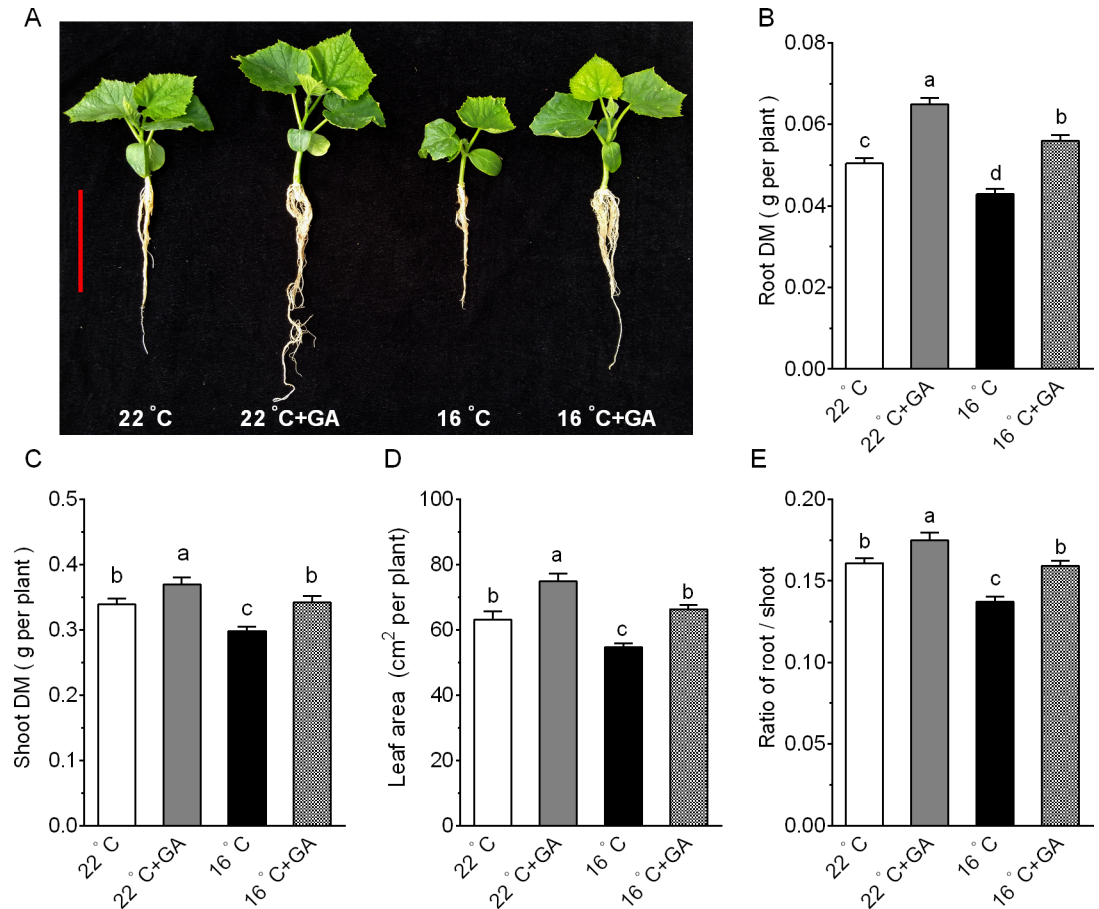 A
22 °C
22 °C+GA
16 °C
16 °C+GA
B
Root DM ( g per plant )
0.08
0.06
0.04
0.02
0.00
c
a
d
b
22° C
22° C+GA
16° C
16° C+GA
C
Shoot DM ( g per plant )
0.5
0.4
0.3
0.2
0.1
0.0
b
a
c
b
22° C
22° C+GA
16° C
16° C+GA
D
Leaf area (cm² per plant)
100
80
60
40
20
0
b
a
c
b
22° C
22° C+GA
16° C
16° C+GA
E
Ratio of root / shoot
0.20
0.15
0.10
0.05
0.00
b
a
c
b
22° C
22° C+GA
16° C
16° C+GA